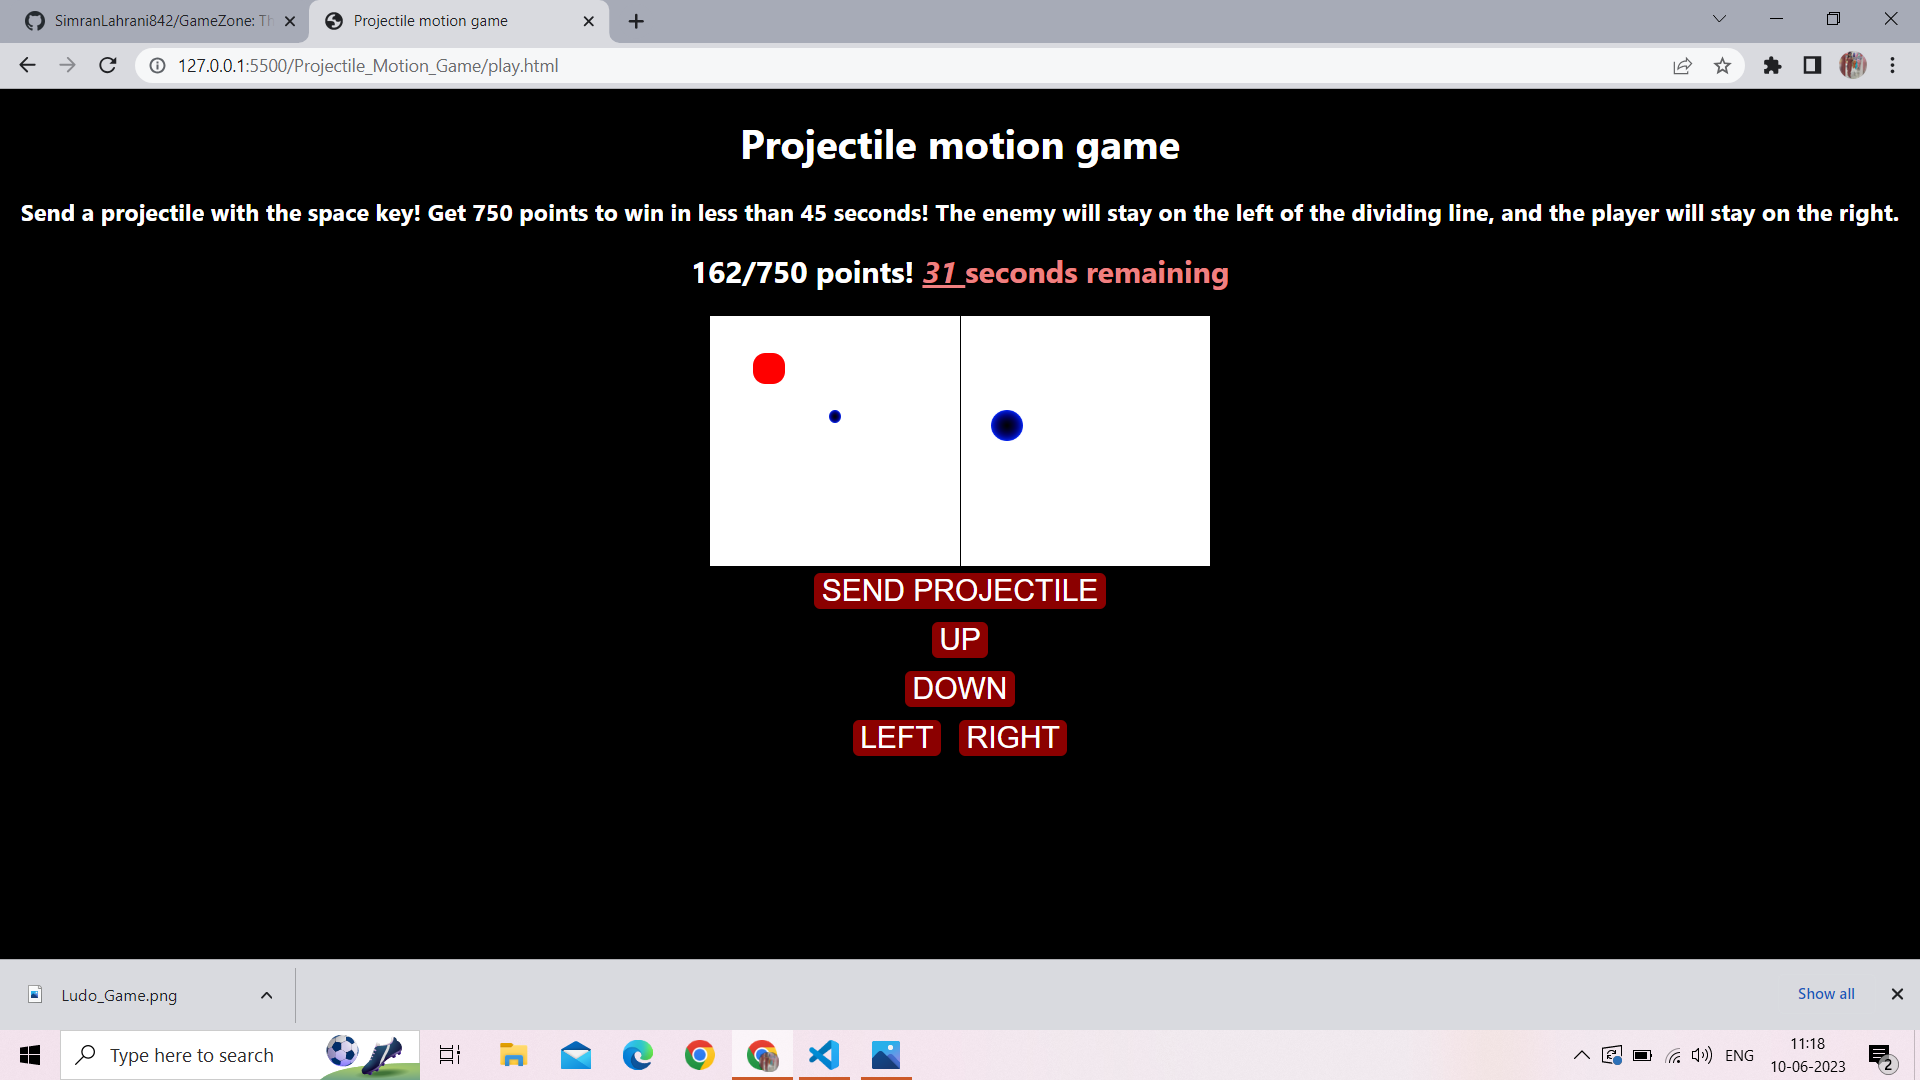 SimranLahrani842/GameZone: Th
Projectile motion game
127.0.0.1:5500/Projectile_Motion_Game/play.html
Projectile motion game
Send a projectile with the space key! Get 750 points to win in less than 45 seconds! The enemy will stay on the left of the dividing line, and the player will stay on the right.
162/750 points! 31 seconds remaining
SEND PROJECTILE
UP
DOWN
LEFT RIGHT
Ludo_Game.png
Show all
Type here to search
ENG
11:18
10-06-2023
2